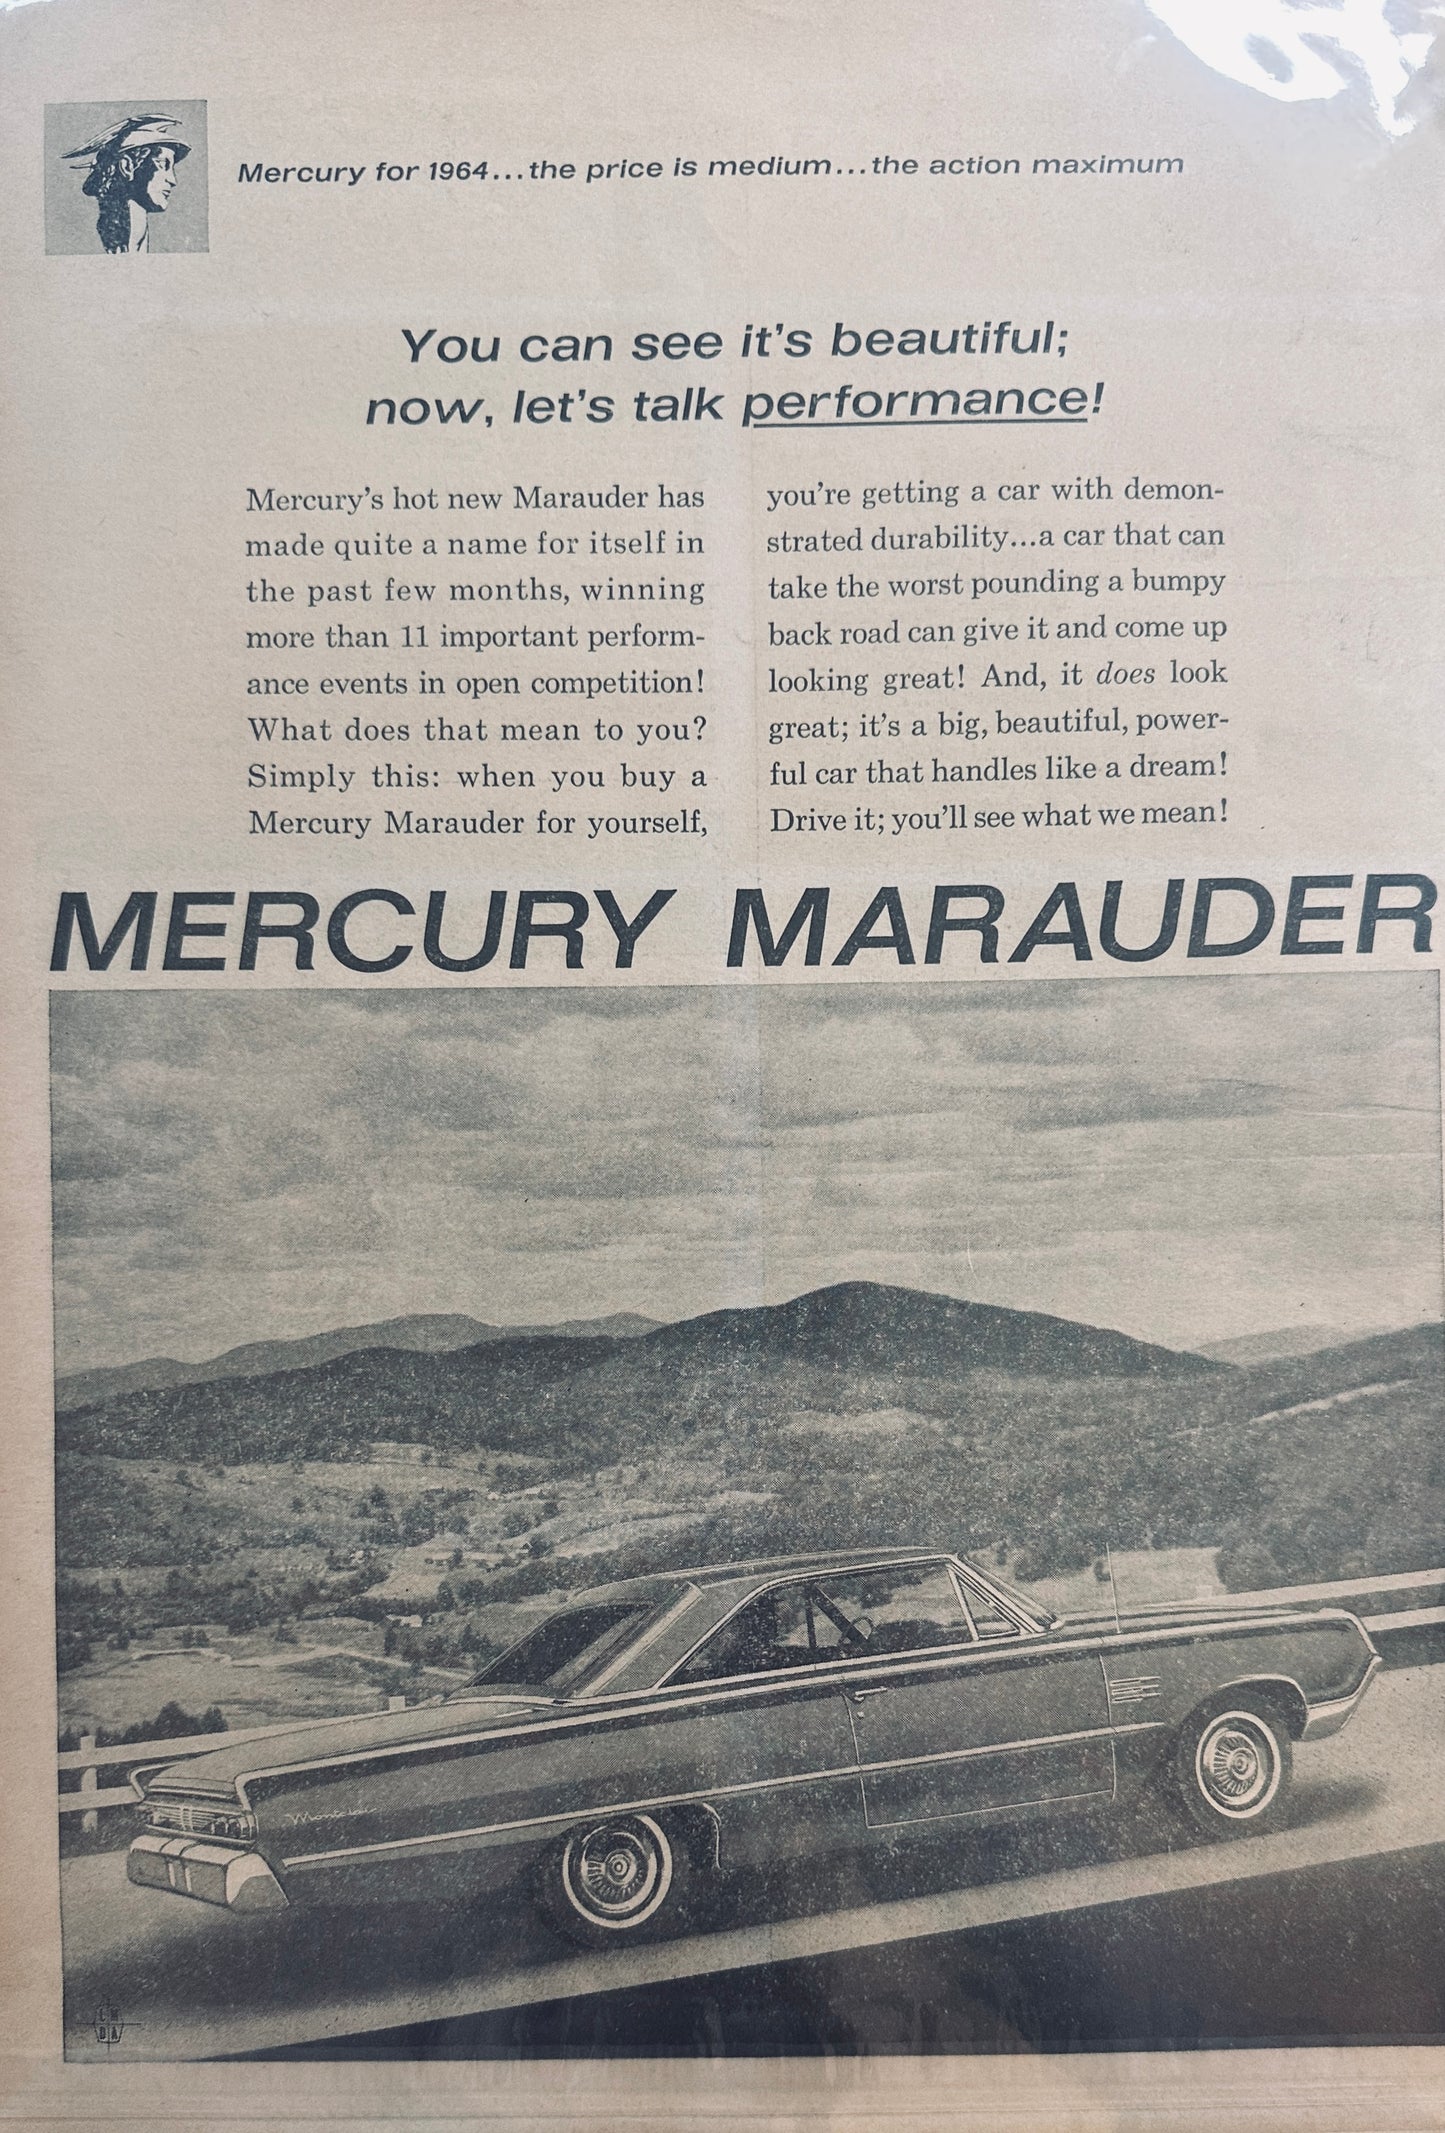 Mercury for 1964...the price is medium...the action maximum
You can see it's beautiful;
now, let's talk performance!
Mercury's hot new Marauder has
made quite a name for itself in
the past few months, winning
more than 11 important perform-
ance events in open competition!
What does that mean to you?
Simply this: when you buy a
Mercury Marauder for yourself,
you're getting a car with demon-
strated durability...a car that can
take the worst pounding a bumpy
back road can give it and come up
looking great! And, it does look
great; it's a big, beautiful, power-
ful car that handles like a dream!
Drive it; you'll see what we mean!
MERCURY MARAUDER